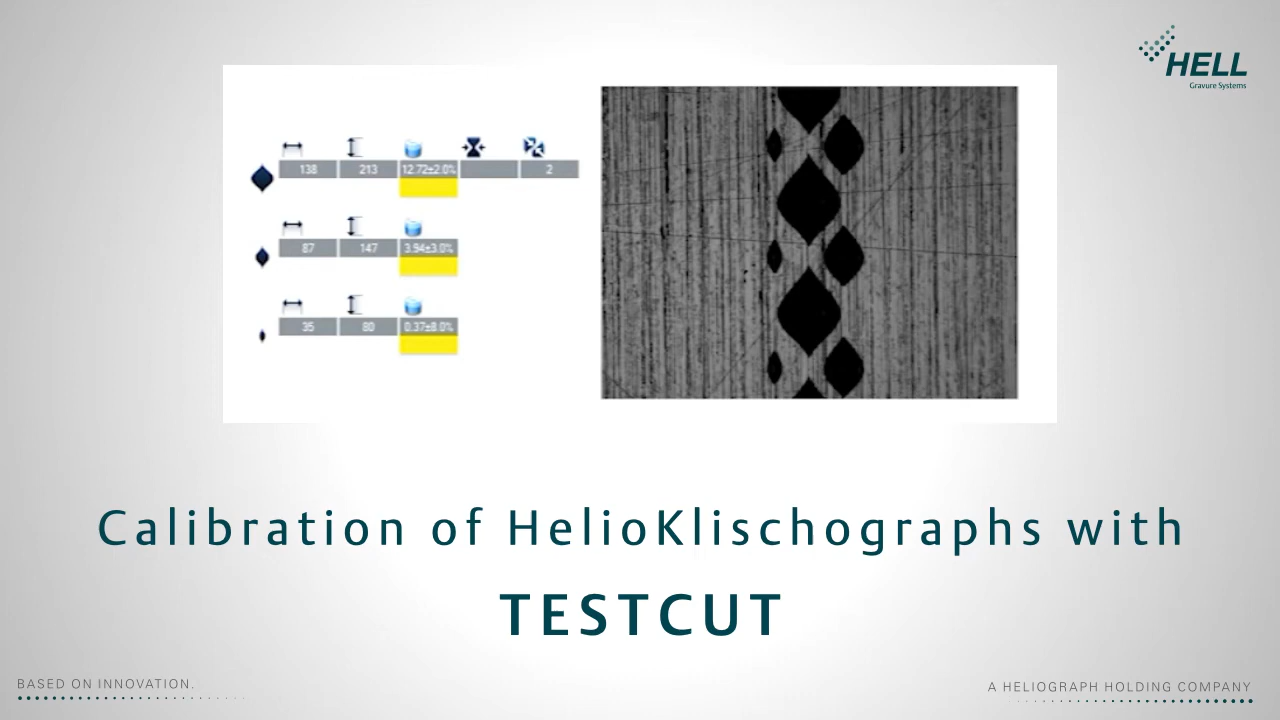 HELL
Gravure Systems
138 213 12.72±2.0% 2
87 147 3.94±3.0%
35 80 0.37±8.0%
Calibration of HelioKlischographs with
TESTCUT
BASED ON INNOVATION.
A HELIOGRAPH HOLDING COMPANY